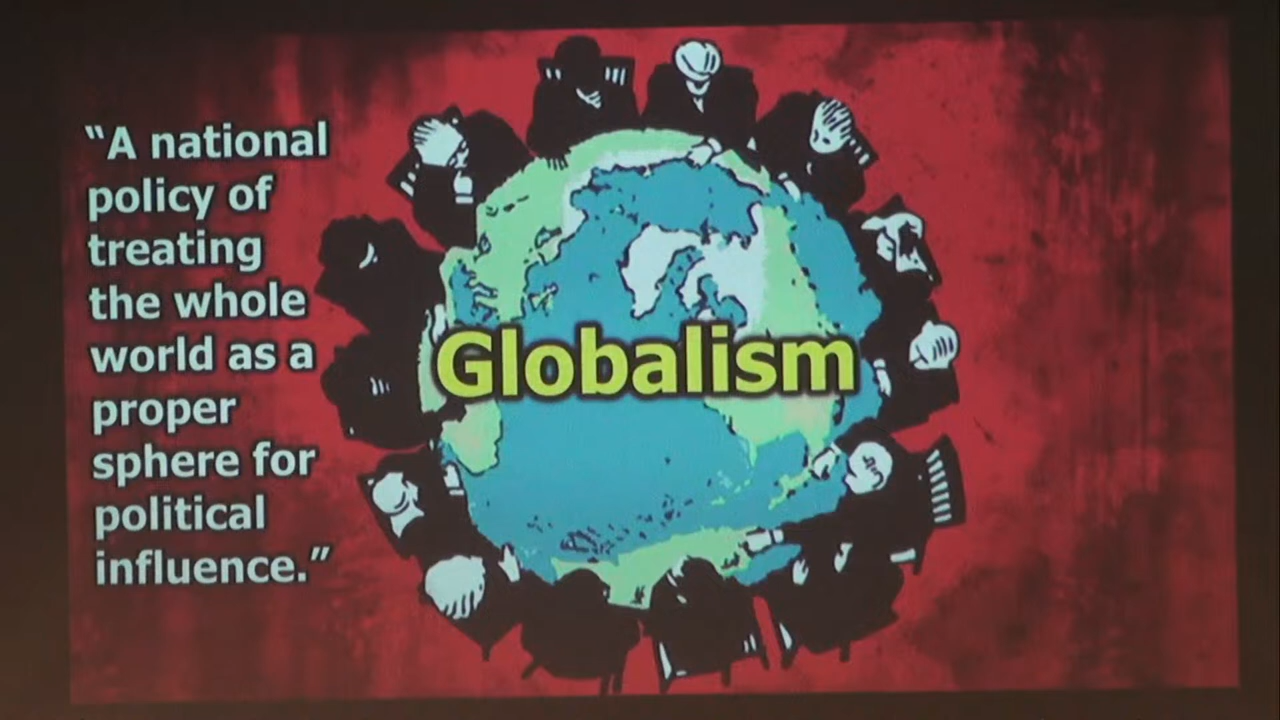 “A national
policy of
treating
the whole
world as a
proper
sphere for
political
influence.”
Globalism